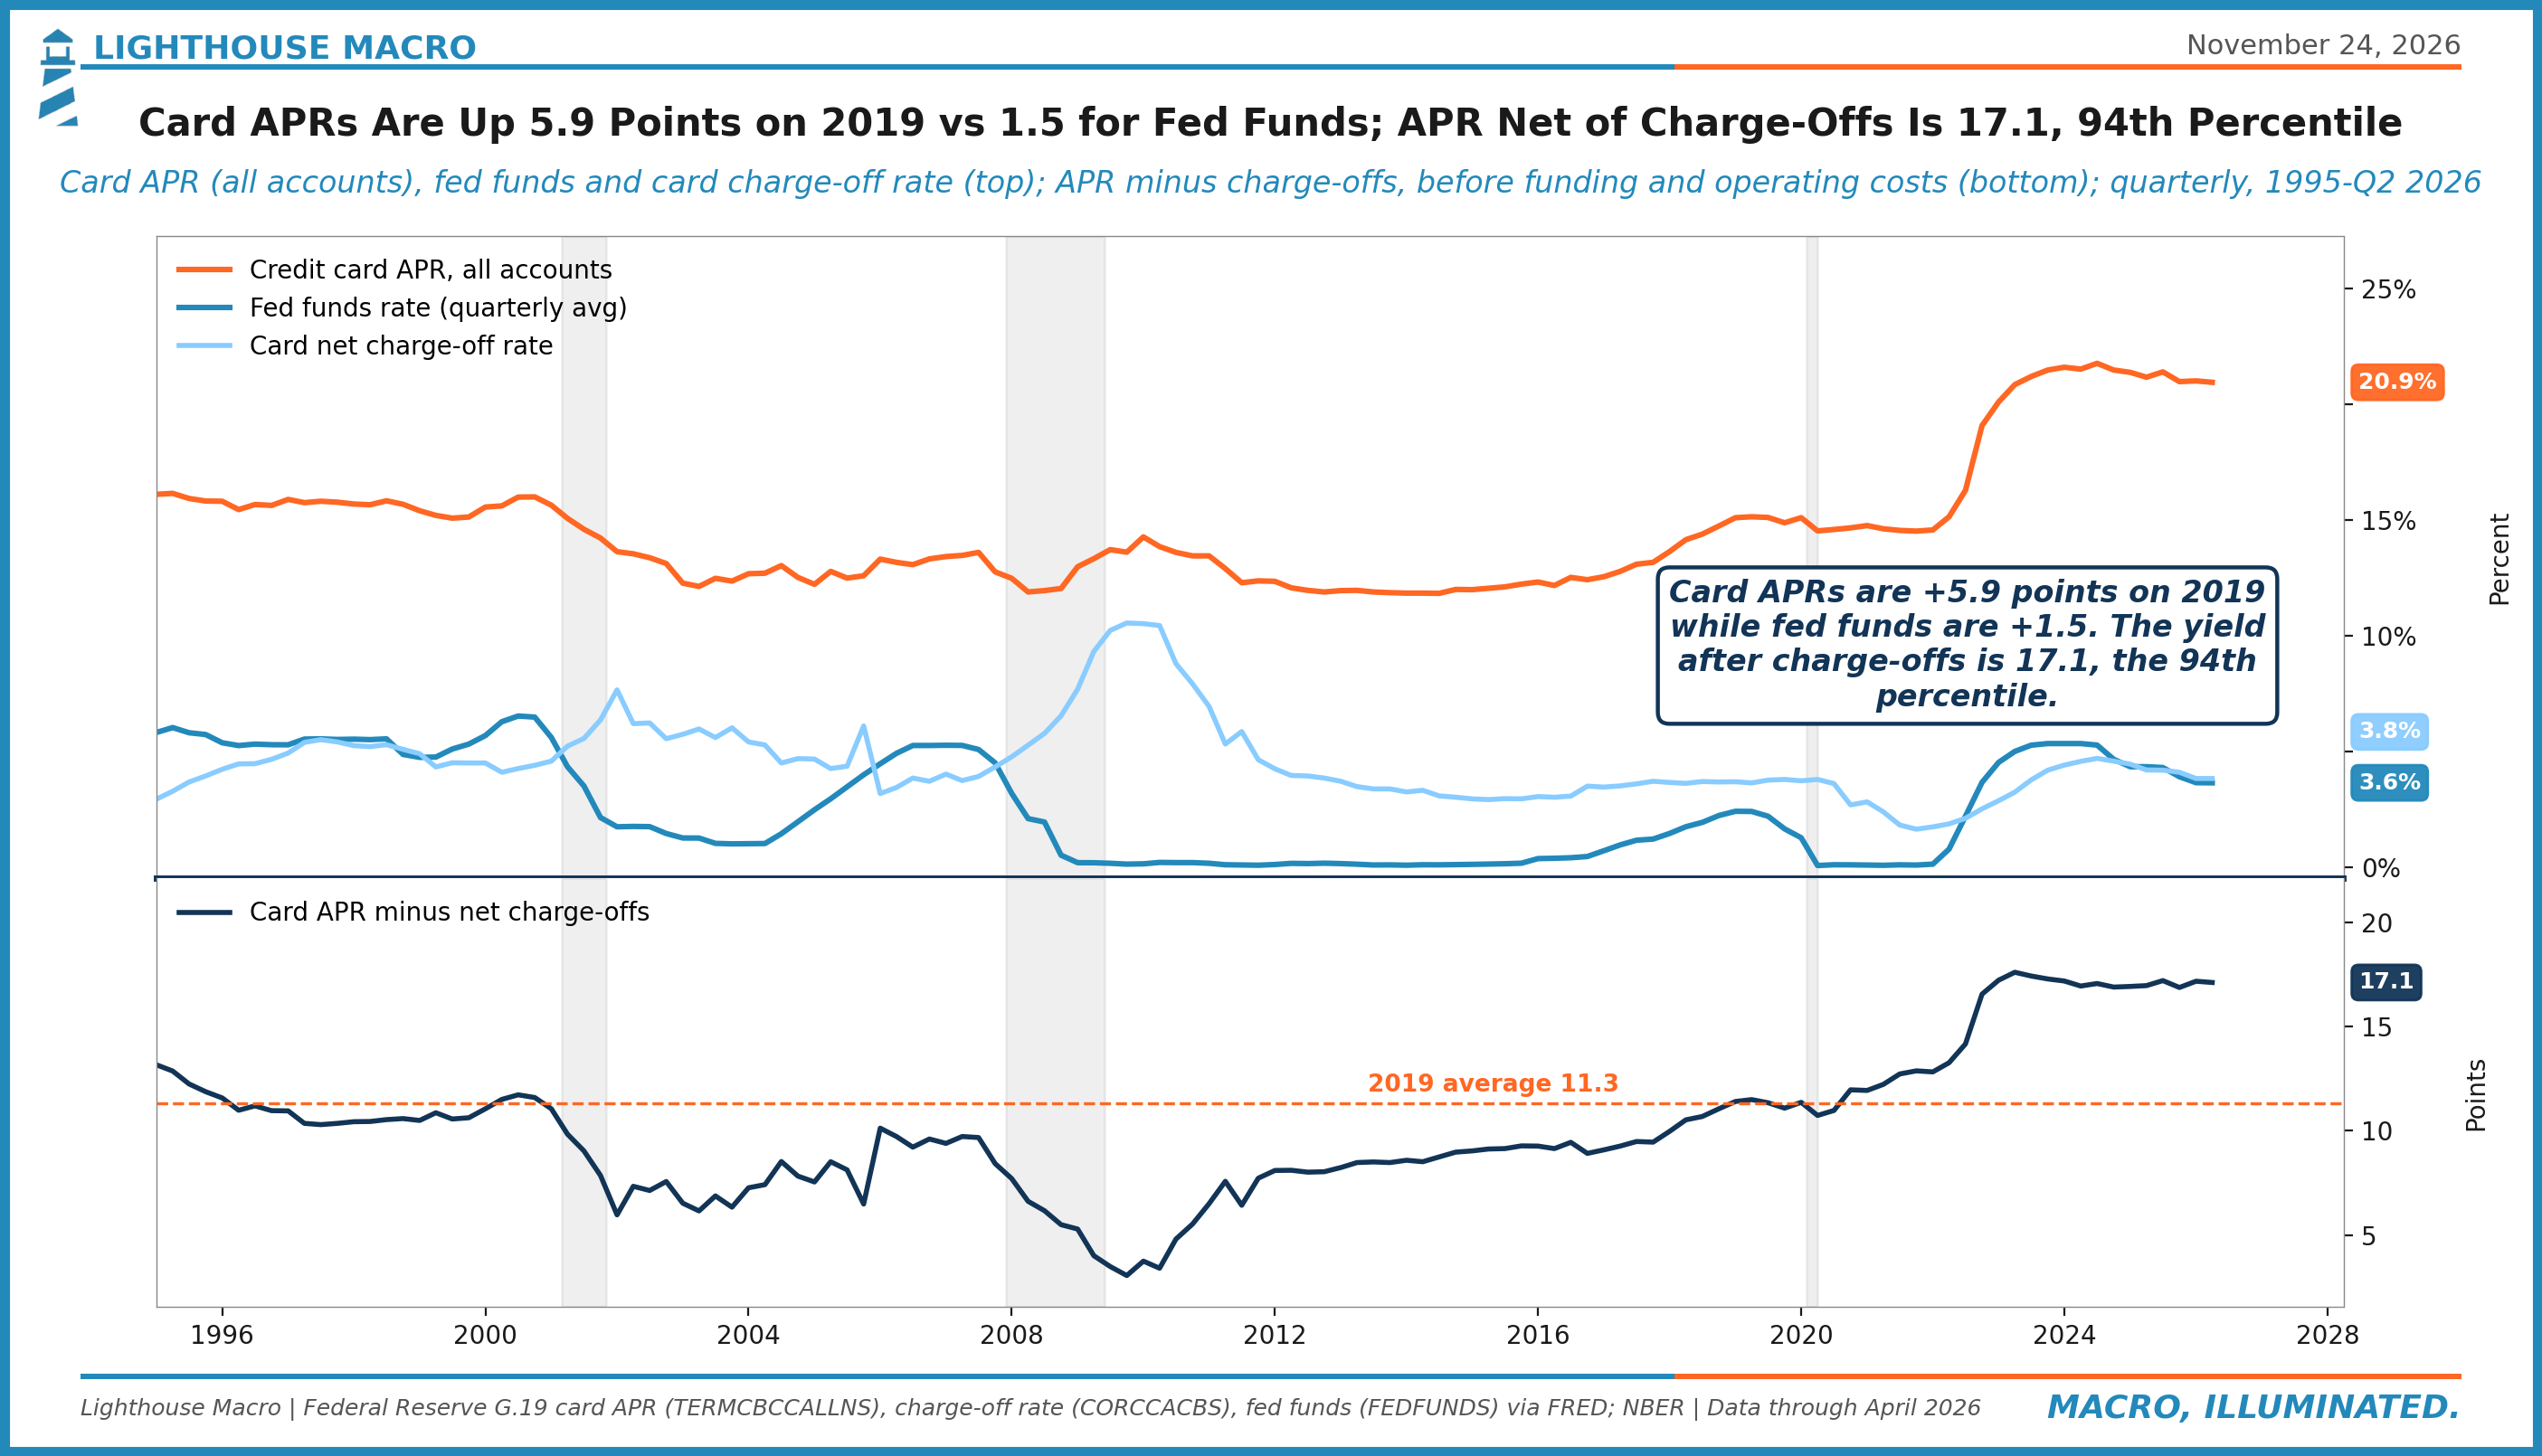 LIGHTHOUSE MACRO
November 24, 2026
Card APRs Are Up 5.9 Points on 2019 vs 1.5 for Fed Funds; APR Net of Charge-Offs Is 17.1, 94th Percentile
Card APR (all accounts), fed funds and card charge-off rate (top); APR minus charge-offs, before funding and operating costs (bottom); quarterly, 1995-Q2 2026
Credit card APR, all accounts
Fed funds rate (quarterly avg)
Card net charge-off rate
25%
20.9%
15%
Percent
10%
Card APRs are +5.9 points on 2019
while fed funds are +1.5. The yield
after charge-offs is 17.1, the 94th
percentile.
3.8%
3.6%
0%
Card APR minus net charge-offs
20
17.1
15
2019 average 11.3
Points
10
5
1996 2000 2004 2008 2012 2016 2020 2024 2028
Lighthouse Macro | Federal Reserve G.19 card APR (TERMCBCCALLNS), charge-off rate (CORCCACBS), fed funds (FEDFUNDS) via FRED; NBER | Data through April 2026
MACRO, ILLUMINATED.